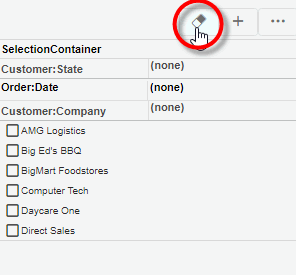 SelectionContainer
Customer:State (none)
Order:Date (none)
Customer:Company (none)
AMG Logistics
Big Ed's BBQ
BigMart Foodstores
Computer Tech
Daycare One
Direct Sales